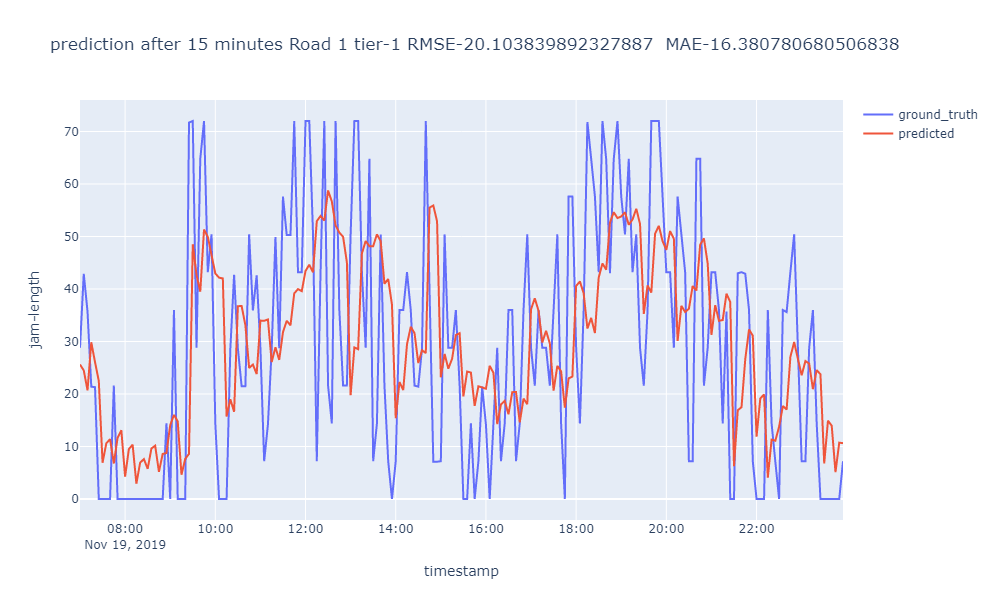 prediction after 15 minutes Road 1 tier-1 RMSE-20.103839892327887  MAE-16.380780680506838
ground_truth
predicted
jam-length
70
60
50
40
30
20
10
0
08:00
10:00
12:00
14:00
16:00
18:00
20:00
22:00
Nov 19, 2019
timestamp